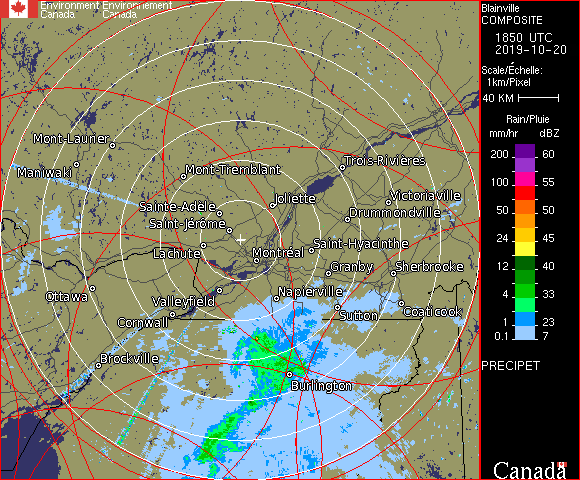 Environment Environnement
Canada Canada
Blainville
COMPOSITE
1850 UTC
2019-10-20
Scale/Échelle:
1km/Pixel
40 KM
Rain/Pluie
mm/hr dBZ
200 60
100 55
50 50
24 45
12 40
4 33
1 23
0.1 7
PRECIPET
Canada
Mont-Laurier
Maniwaki
Mont-Tremblant
Trois-Rivières
Joliette
Victoriaville
Sainte-Adèle
Drummondville
Saint-Jérôme
Saint-Hyacinthe
Lachute
Montréal
Granby
Sherbrooke
Ottawa
Valleyfield
Napierville
Coaticook
Cornwall
Sutton
Brockville
Burlington